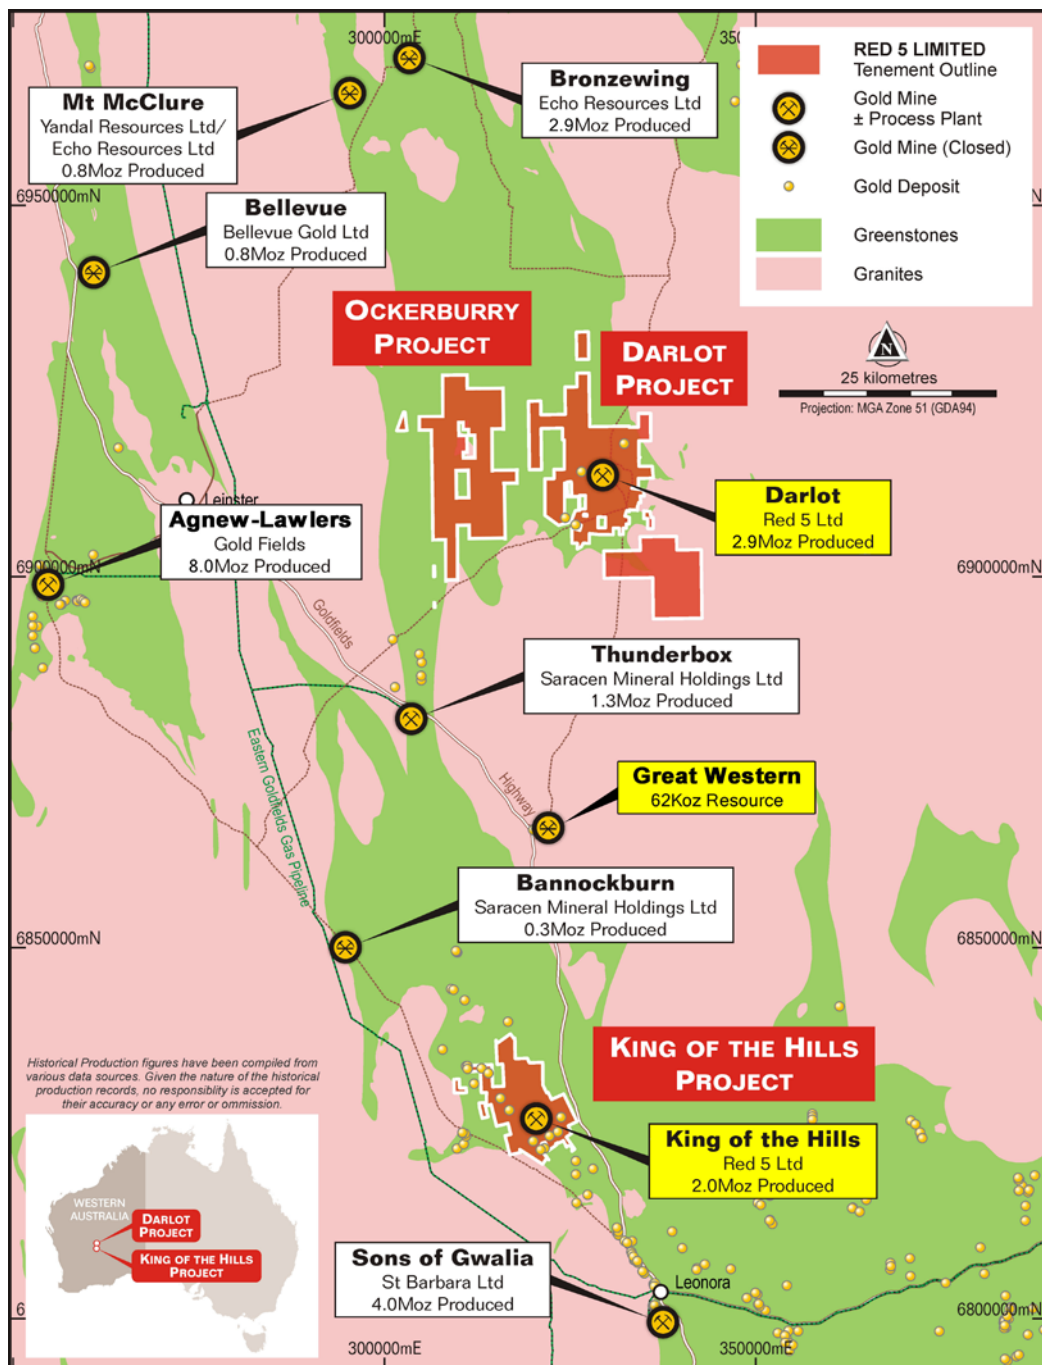 300000mE
350
RED 5 LIMITED
Tenement Outline
Gold Mine
± Process Plant
Gold Mine (Closed)
Gold Deposit
Greenstones
Granites
Bronzewing
Echo Resources Ltd
2.9Moz Produced
Mt McClure
Yandal Resources Ltd/
Echo Resources Ltd
0.8Moz Produced
6950000mN
Bellevue
Bellevue Gold Ltd
0.8Moz Produced
OCKERBURRY
PROJECT
DARLOT
PROJECT
N
25 kilometres
Projection: MGA Zone 51 (GDA94)
Leinster
Agnew-Lawlers
Gold Fields
8.0Moz Produced
Darlot
Red 5 Ltd
2.9Moz Produced
6900000mN
6900000mN
Goldfields
Thunderbox
Saracen Mineral Holdings Ltd
1.3Moz Produced
Eastern Goldfields Gas Pipeline
Highway
Great Western
62Koz Resource
Bannockburn
Saracen Mineral Holdings Ltd
0.3Moz Produced
6850000mN
6850000mN
KING OF THE HILLS
PROJECT
Historical Production figures have been compiled from
various data sources. Given the nature of the historical
production records, no responsiblity is accepted for
their accuracy or any error or ommission.
King of the Hills
Red 5 Ltd
2.0Moz Produced
WESTERN
AUSTRALIA
DARLOT
PROJECT
KING OF THE HILLS
PROJECT
Sons of Gwalia
St Barbara Ltd
4.0Moz Produced
Leonora
6
6800000mN
300000mE
350000mE